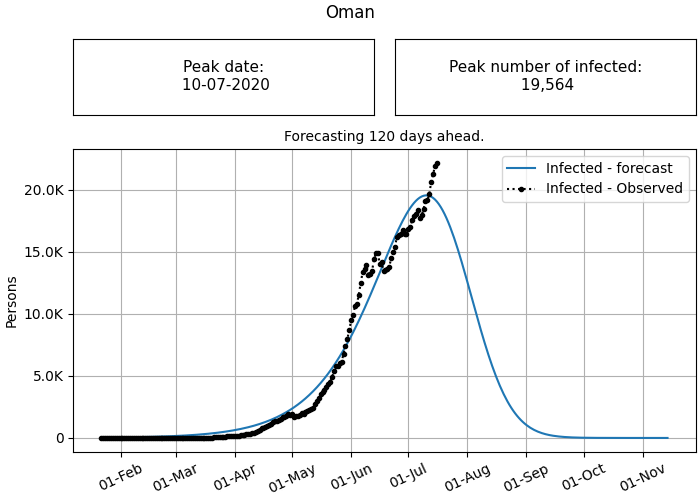 Oman
Peak date:
10-07-2020
Peak number of infected:
19,564
Forecasting 120 days ahead.
Infected - forecast
Infected - Observed
20.0K
15.0K
10.0K
5.0K
0
Persons
01-Feb
01-Mar
01-Apr
01-May
01-Jun
01-Jul
01-Aug
01-Sep
01-Oct
01-Nov